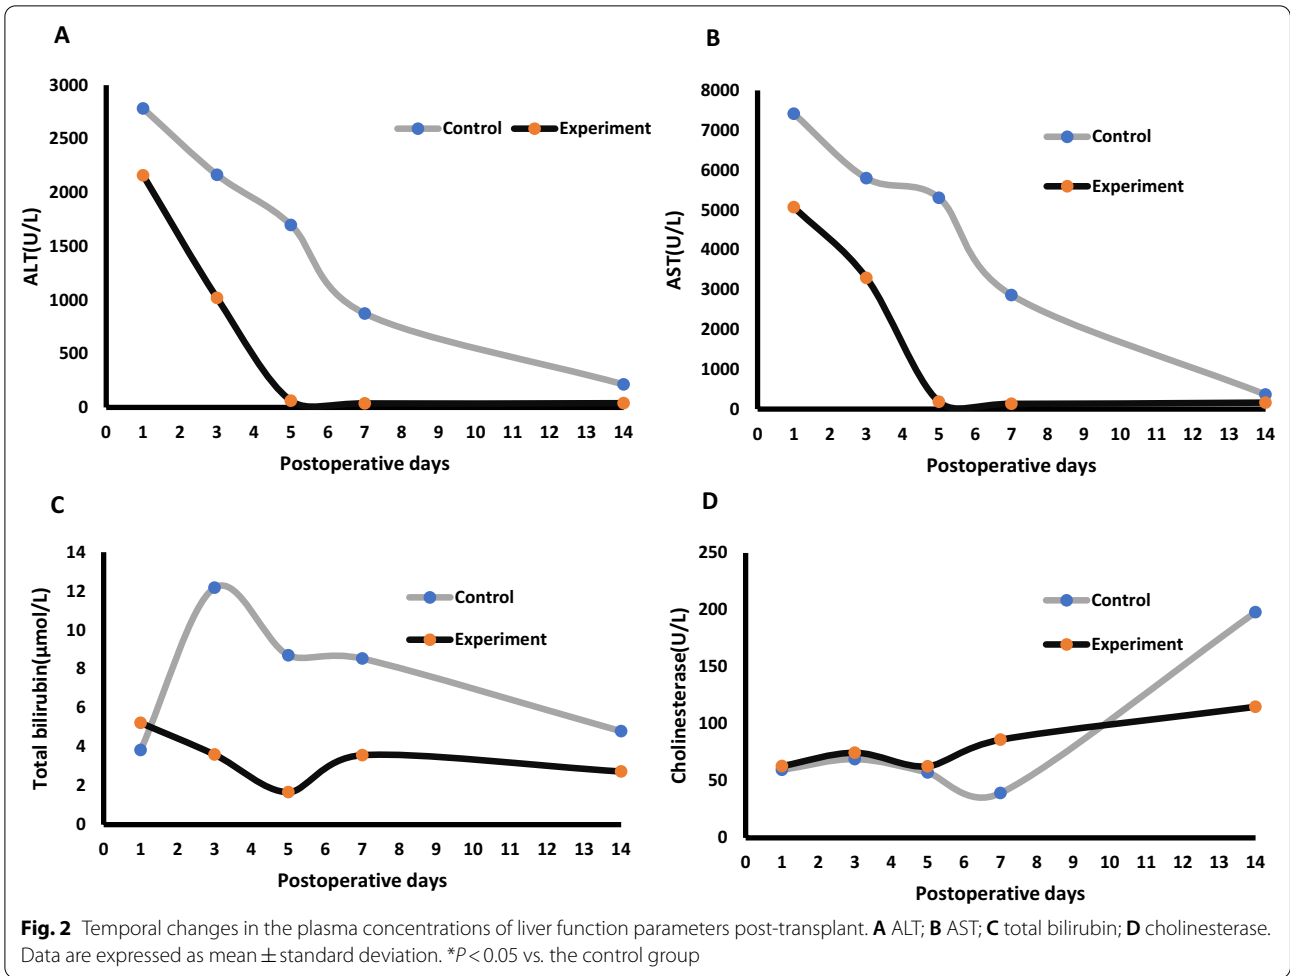 A
3000
2500
2000
1500
1000
500
0
ALT(U/L)
Control
Experiment
0 1 2 3 4 5 6 7 8 9 10 11 12 13 14
Postoperative days
B
8000
7000
6000
5000
4000
3000
2000
1000
0
AST(U/L)
Control
Experiment
0 1 2 3 4 5 6 7 8 9 10 11 12 13 14
Postoperative days
C
14
12
10
8
6
4
2
0
Total bilirubin(μmol/L)
Control
Experiment
0 1 2 3 4 5 6 7 8 9 10 11 12 13 14
Postoperative days
D
250
200
150
100
50
0
Cholinesterase(U/L)
Control
Experiment
0 1 2 3 4 5 6 7 8 9 10 11 12 13 14
Postoperative days
Fig. 2 Temporal changes in the plasma concentrations of liver function parameters post-transplant. A ALT; B AST; C total bilirubin; D cholinesterase.
Data are expressed as mean ± standard deviation. *P < 0.05 vs. the control group